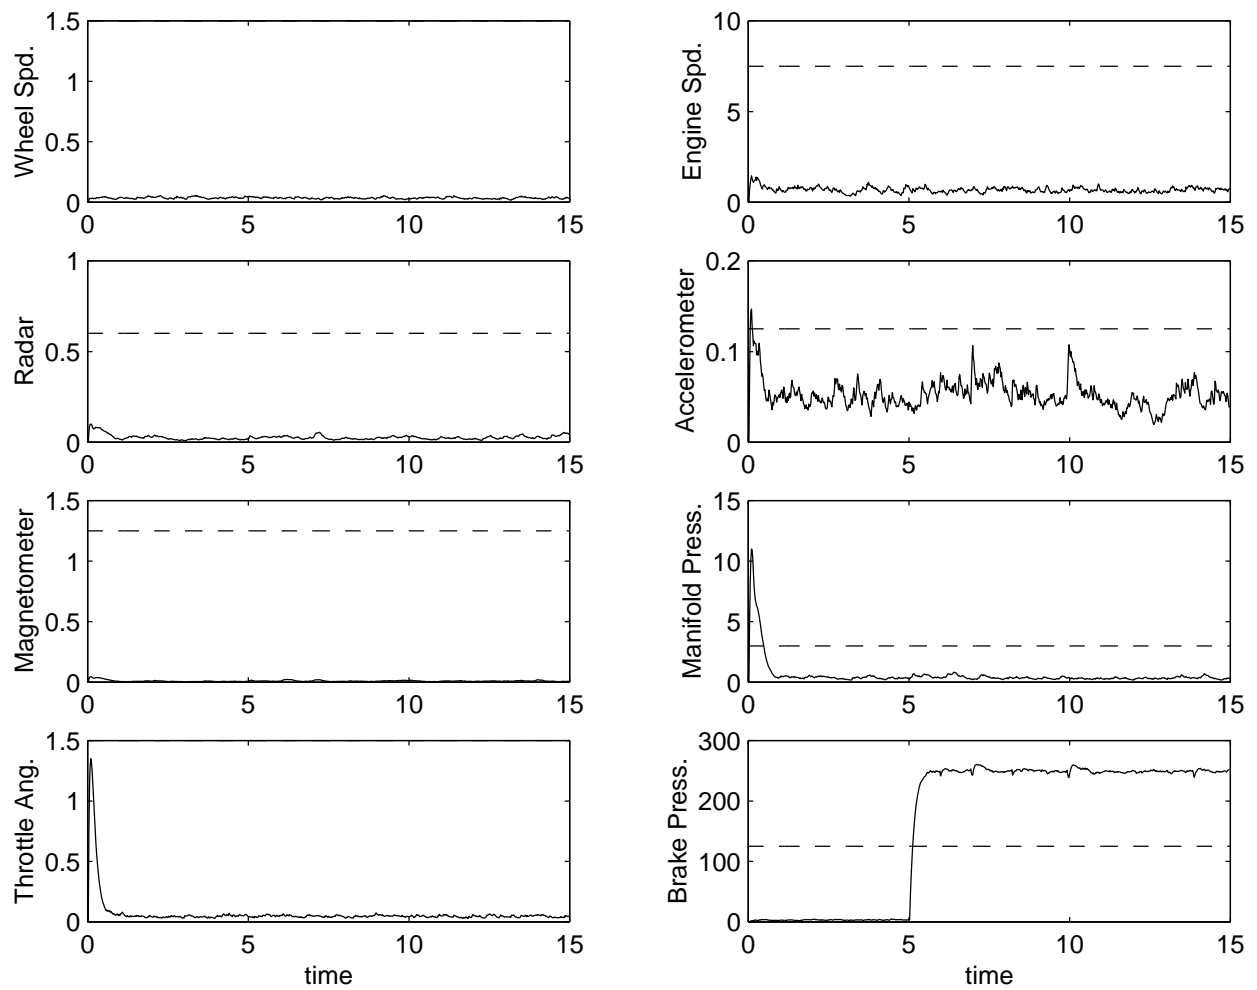 Wheel Spd.
1.5
1
0.5
0
0 5 10 15
Engine Spd.
10
5
0
0 5 10 15
Radar
1
0.5
0
0 5 10 15
Accelerometer
0.2
0.1
0
0 5 10 15
Magnetometer
1.5
1
0.5
0
0 5 10 15
Manifold Press.
15
10
5
0
0 5 10 15
Throttle Ang.
1.5
1
0.5
0
0 5 10 15
time
Brake Press.
300
200
100
0
0 5 10 15
time